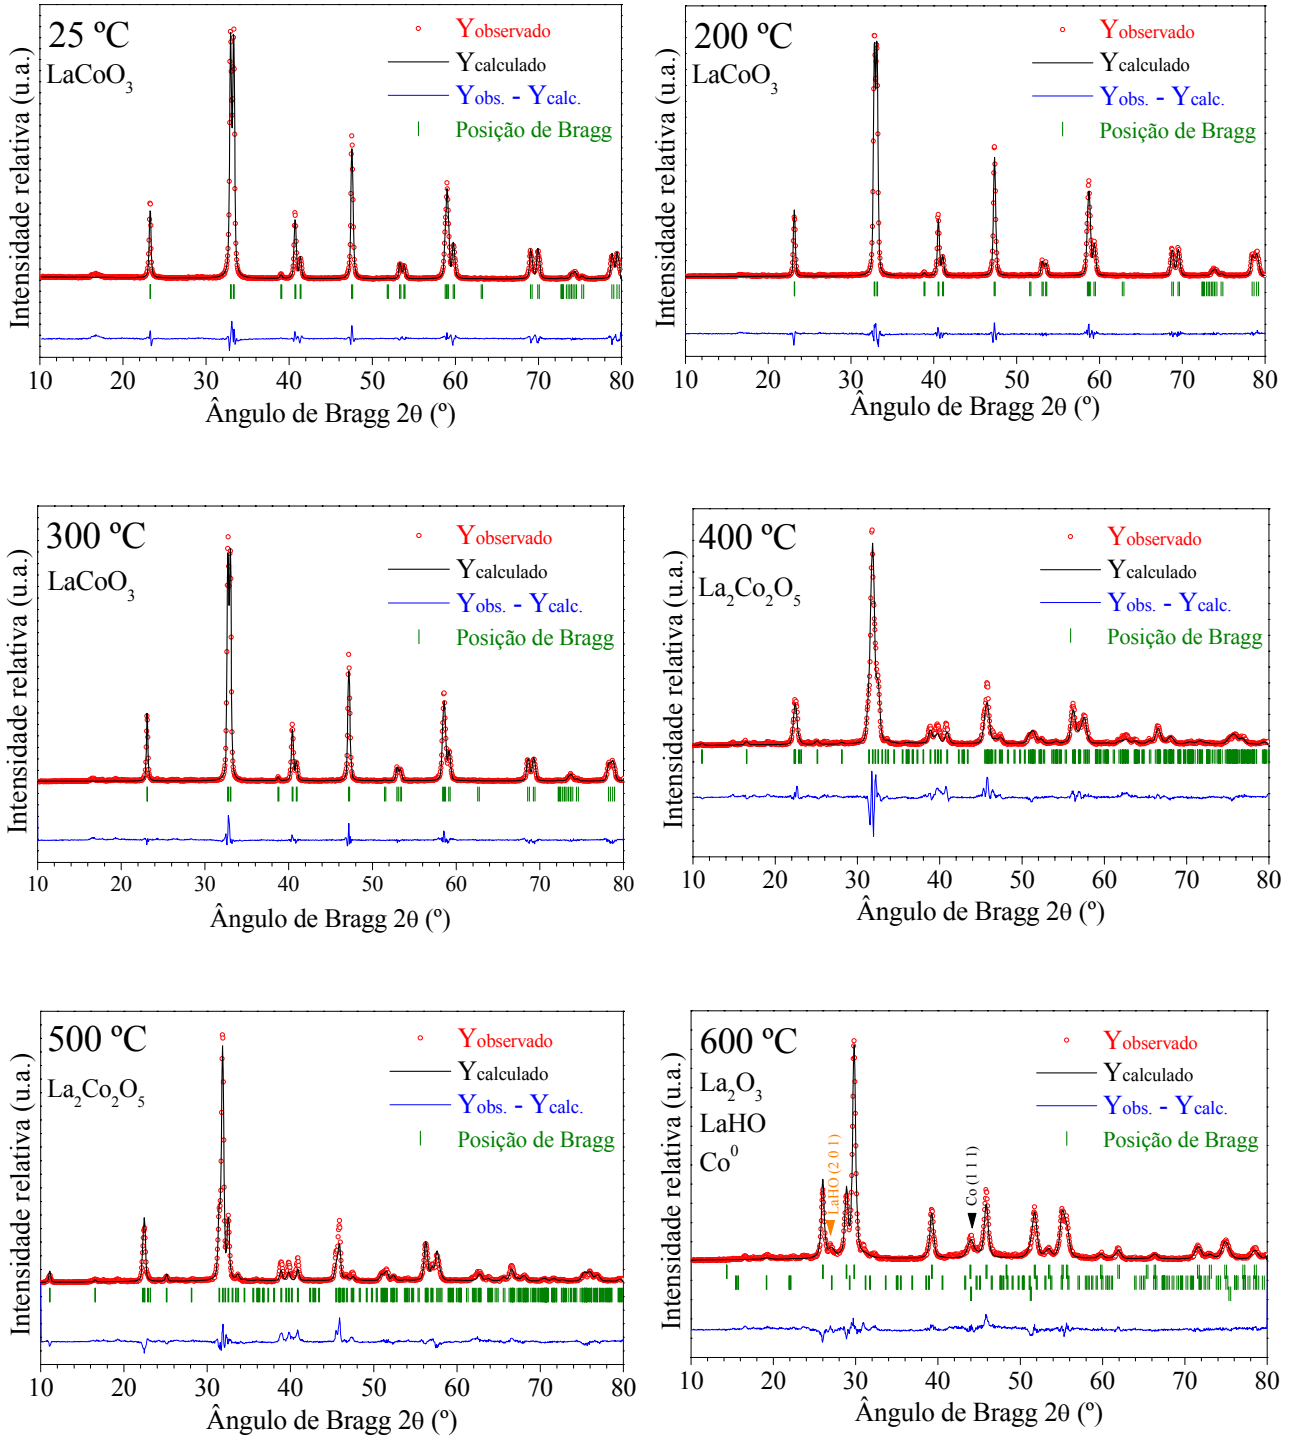 25 ºC
LaCoO₃
Yobservado
Ycalculado
Yobs. - Ycalc.
Posição de Bragg
Intensidade relativa (u.a.)
10 20 30 40 50 60 70 80
Ângulo de Bragg 2θ (º)
200 ºC
LaCoO₃
Yobservado
Ycalculado
Yobs. - Ycalc.
Posição de Bragg
Intensidade relativa (u.a.)
10 20 30 40 50 60 70 80
Ângulo de Bragg 2θ (º)
300 ºC
LaCoO₃
Yobservado
Ycalculado
Yobs. - Ycalc.
Posição de Bragg
Intensidade relativa (u.a.)
10 20 30 40 50 60 70 80
Ângulo de Bragg 2θ (º)
400 ºC
La₂Co₂O₅
Yobservado
Ycalculado
Yobs. - Ycalc.
Posição de Bragg
Intensidade relativa (u.a.)
10 20 30 40 50 60 70 80
Ângulo de Bragg 2θ (º)
500 ºC
La₂Co₂O₅
Yobservado
Ycalculado
Yobs. - Ycalc.
Posição de Bragg
Intensidade relativa (u.a.)
10 20 30 40 50 60 70 80
Ângulo de Bragg 2θ (º)
600 ºC
La₂O₃
LaHO
Co⁰
Yobservado
Ycalculado
Yobs. - Ycalc.
Posição de Bragg
LaHO (2 0 1)
Co (1 1 1)
Intensidade relativa (u.a.)
10 20 30 40 50 60 70 80
Ângulo de Bragg 2θ (º)